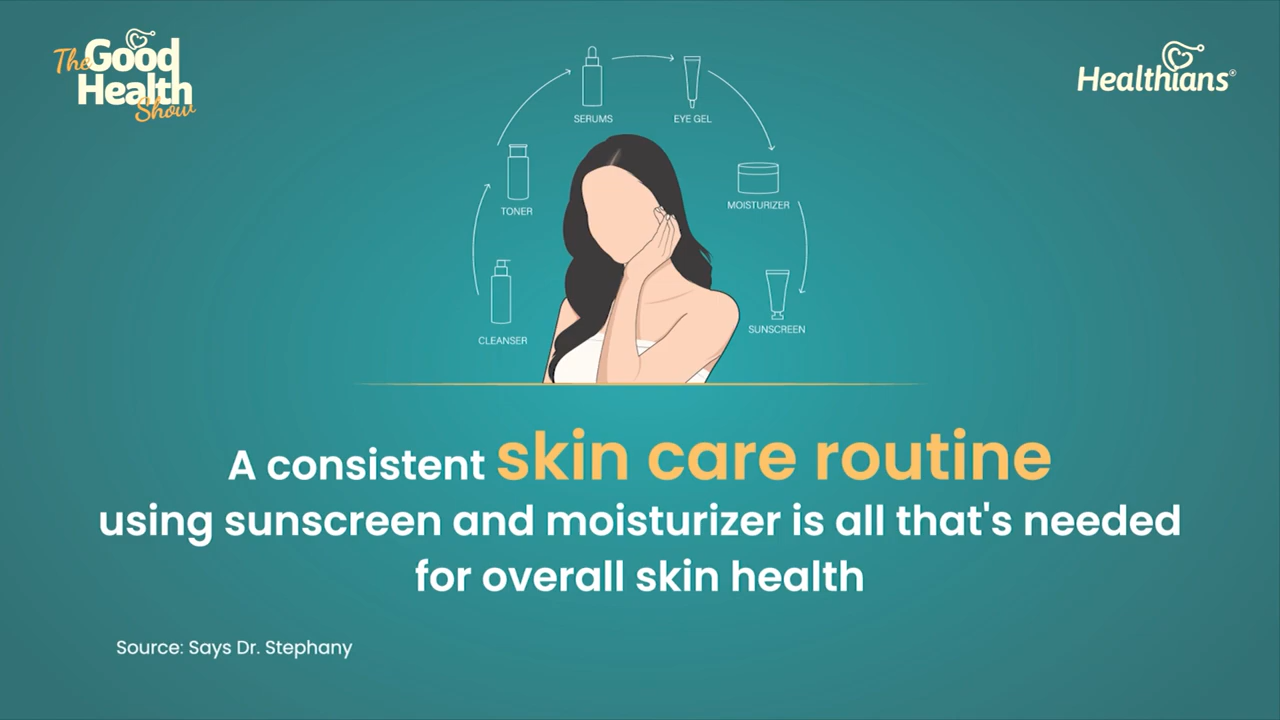 The Good
Health
Show
Healthians®
SERUMS
EYE GEL
TONER
MOISTURIZER
CLEANSER
SUNSCREEN
A consistent skin care routine
using sunscreen and moisturizer is all that's needed
for overall skin health
Source: Says Dr. Stephany